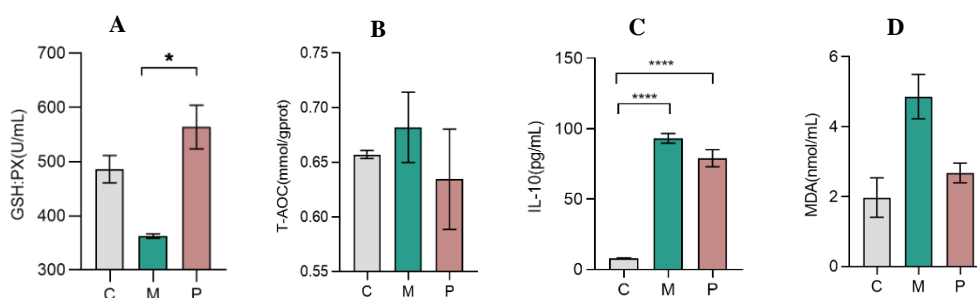 A
GSH:PX(U/mL)
700
600
500
400
300
*
C M P
B
T-AOC(mmol/gprot)
0.75
0.70
0.65
0.60
0.55
C M P
C
IL-10(pg/mL)
150
100
50
0
****
****
C M P
D
MDA(nmol/mL)
6
4
2
0
C M P